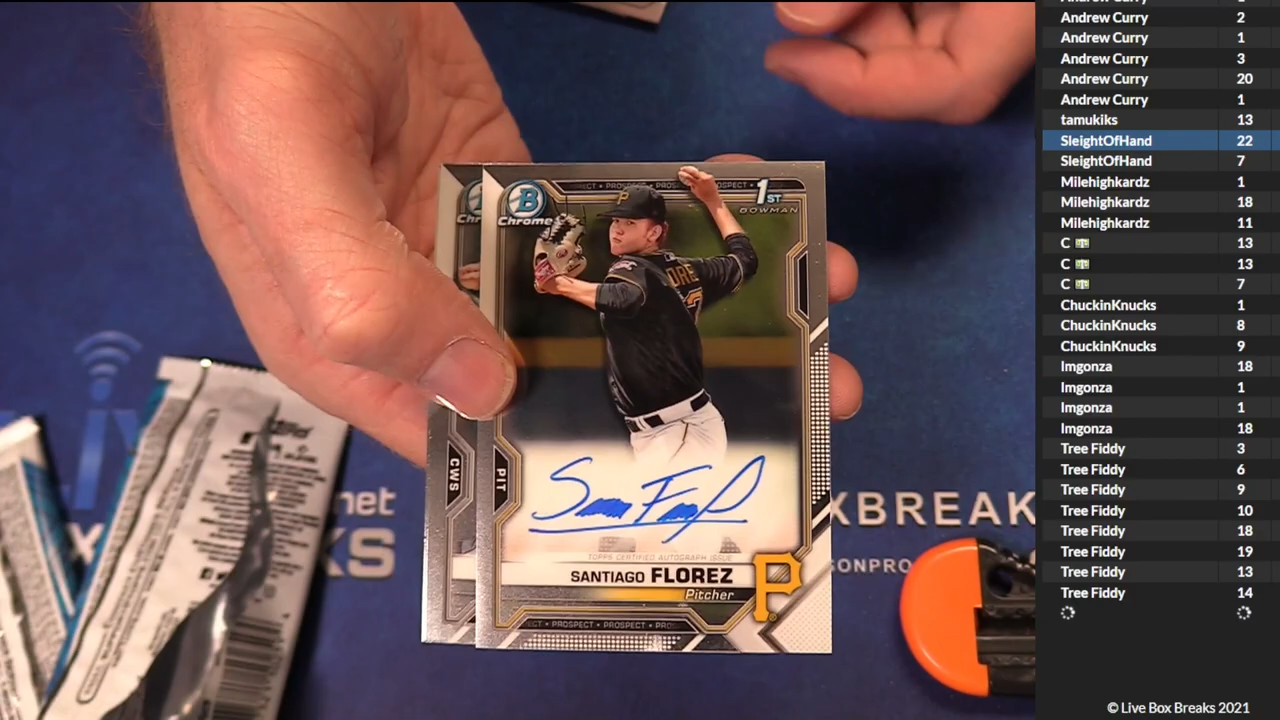 Andrew Curry 2
Andrew Curry 1
Andrew Curry 3
Andrew Curry 20
Andrew Curry 1
tamukiks 13
SleightOfHand 22
SleightOfHand 7
Milehighkardz 1
Milehighkardz 18
Milehighkardz 11
C 13
C 13
C 7
ChuckinKnucks 1
ChuckinKnucks 8
ChuckinKnucks 9
Imgonza 18
Imgonza 1
Imgonza 1
Imgonza 18
Tree Fiddy 3
Tree Fiddy 6
Tree Fiddy 9
Tree Fiddy 10
Tree Fiddy 18
Tree Fiddy 19
Tree Fiddy 13
Tree Fiddy 14
© Live Box Breaks 2021
PROSPECT
B
Chrome
1ST
BOWMAN
P
CWS
PIT
TOPPS CERTIFIED AUTOGRAPH ISSUE
SANTIAGO FLOREZ
Pitcher
P
PROSPECT • PROSPECT
net
XBREAK